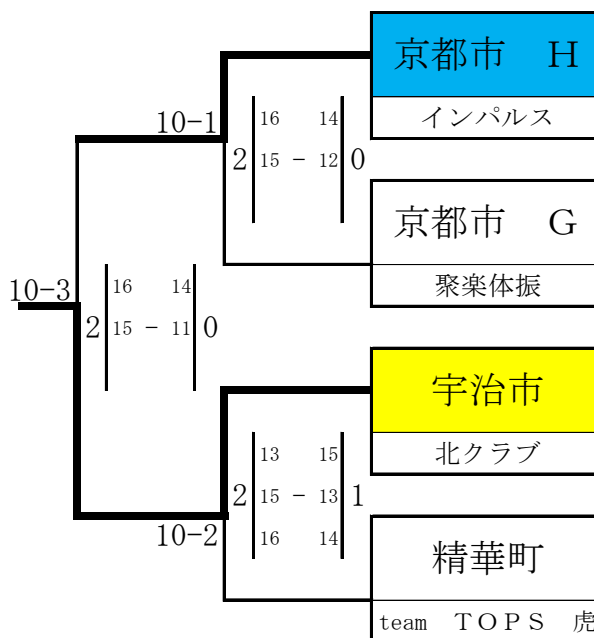 京都市　Ｈ
インパルス
10-1
16 14
2 15 - 12 0
京都市　Ｇ
聚楽体振
10-3
16 14
2 15 - 11 0
宇治市
北クラブ
13 15
2 15 - 13 1
16 14
10-2
精華町
team　ＴＯＰＳ　虎